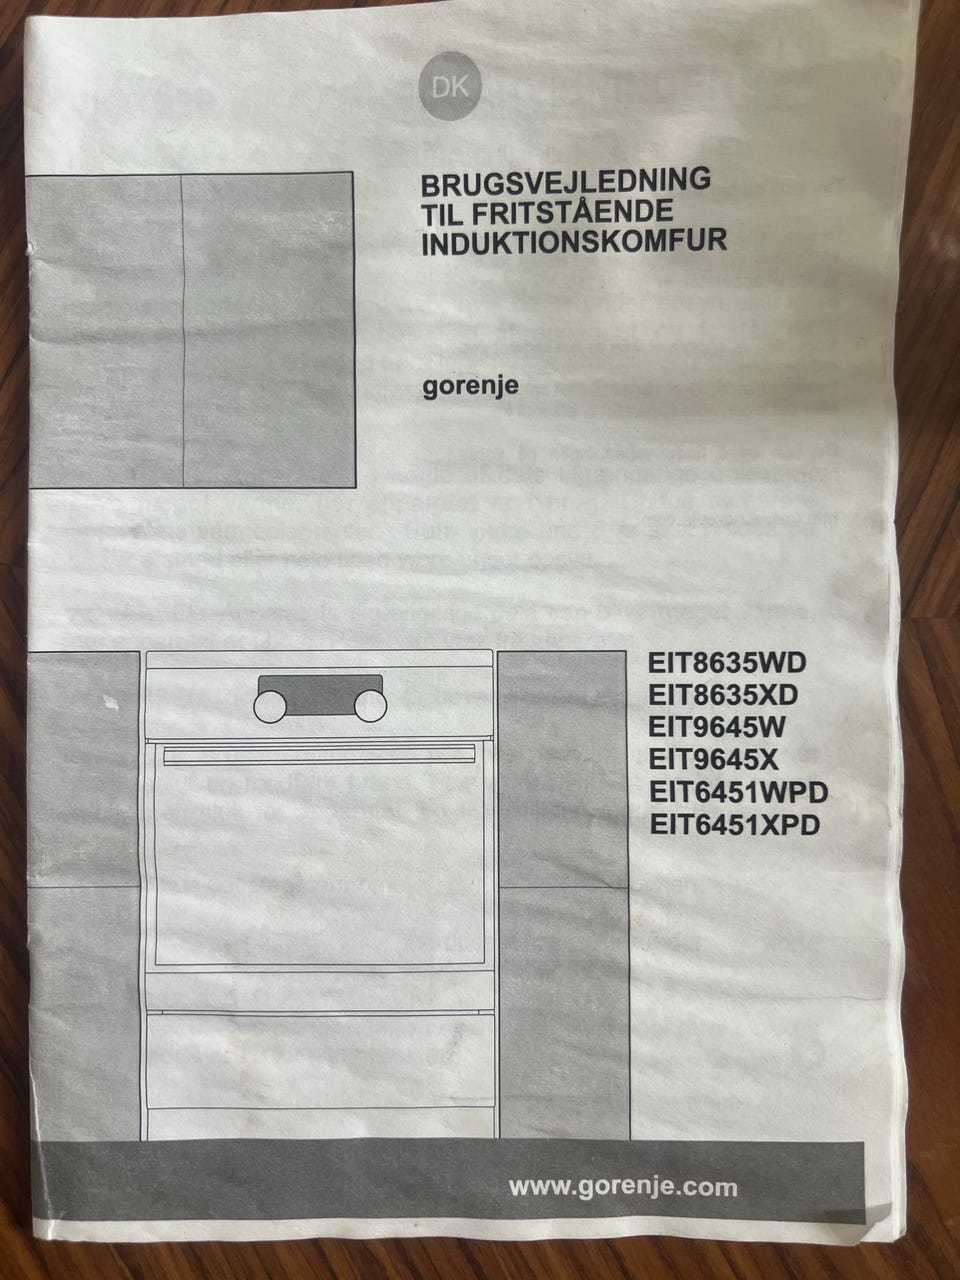 DK
BRUGSVEJLEDNING
TIL FRITSTÅENDE
INDUKTIONSKOMFUR
gorenje
EIT8635WD
EIT8635XD
EIT9645W
EIT9645X
EIT6451WPD
EIT6451XPD
www.gorenje.com